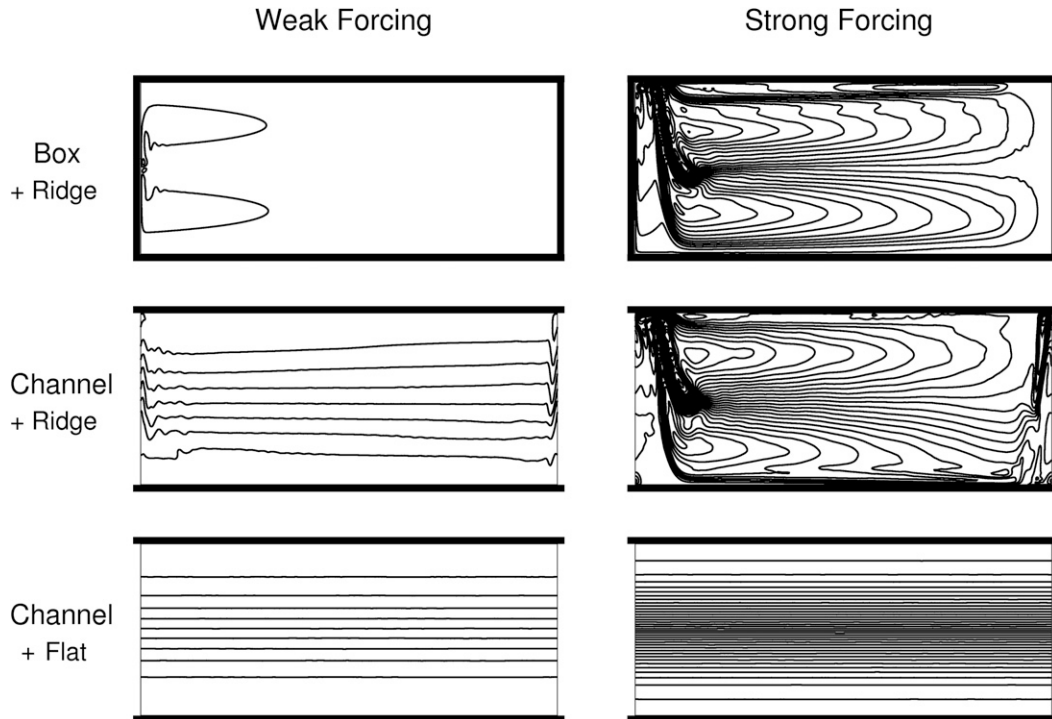 Weak Forcing
Strong Forcing
Box
+ Ridge
Channel
+ Ridge
Channel
+ Flat